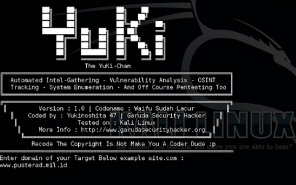 YuKi
The YuKi-Chan
Automated Intel-Gathering - Vulnerability Analysis - OSINT
Tracking - System Enumeration - And Off Course Pentesting Too
Version : 1.0 | Codename : Waifu Sudah Lacur
Coded by : Yukinoshita 47 | Garuda Security Hacker
Tested on : Kali Linux
More Info : http://www.garudasecurityhacker.org
Recode The Copyright Is Not Make You A Coder Dude :p
Enter domain of your Target Below example site.com :
www.pusterad.mil.id